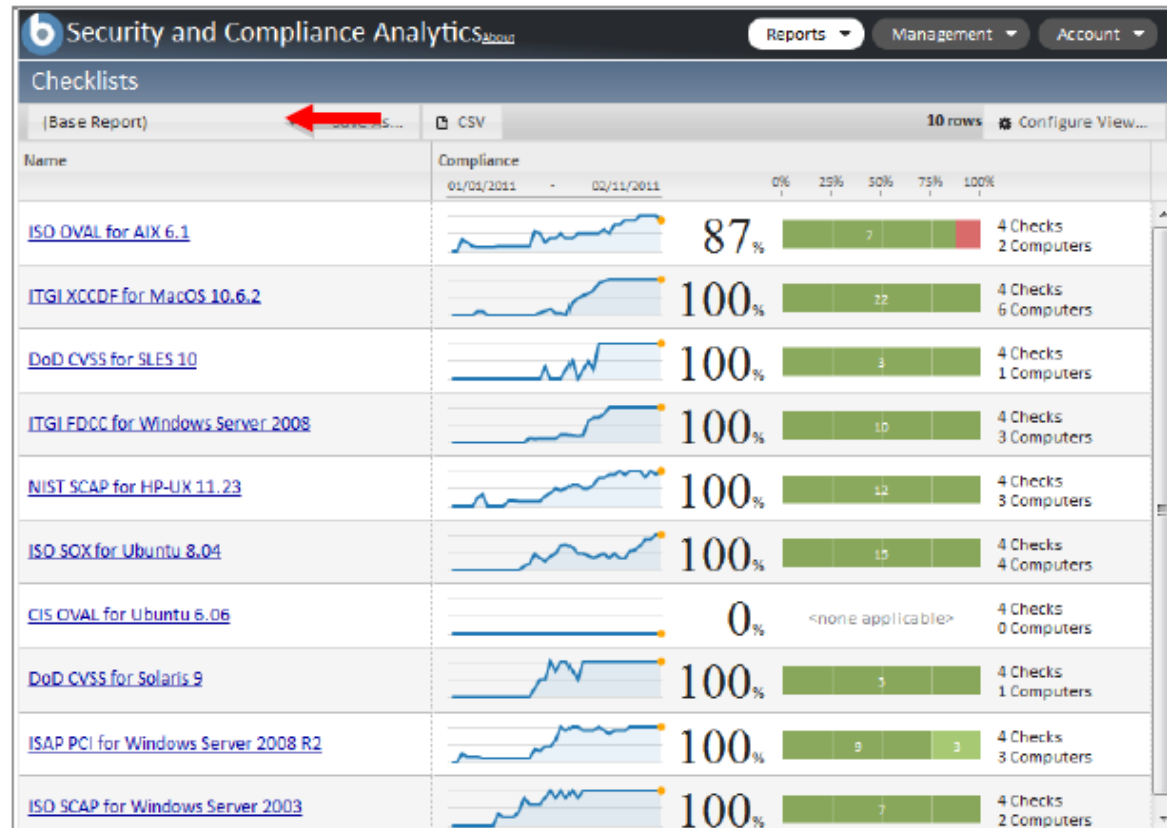 b Security and Compliance Analytics About Reports Management Account
Checklists
(Base Report) As... CSV 10 rows Configure View...
Name Compliance
01/01/2011 - 02/11/2011 0% 25% 50% 75% 100%
ISO OVAL for AIX 6.1 87% 7 4 Checks
2 Computers
ITGI XCCDF for MacOS 10.6.2 100% 22 4 Checks
6 Computers
DoD CVSS for SLES 10 100% 3 4 Checks
1 Computers
ITGI FDCC for Windows Server 2008 100% 10 4 Checks
3 Computers
NIST SCAP for HP-UX 11.23 100% 12 4 Checks
3 Computers
ISO SOX for Ubuntu 8.04 100% 15 4 Checks
4 Computers
CIS OVAL for Ubuntu 6.06 0% <none applicable> 4 Checks
0 Computers
DoD CVSS for Solaris 9 100% 4 Checks
1 Computers
ISAP PCI for Windows Server 2008 R2 100% 9 3 4 Checks
3 Computers
ISO SCAP for Windows Server 2003 100% 7 4 Checks
2 Computers